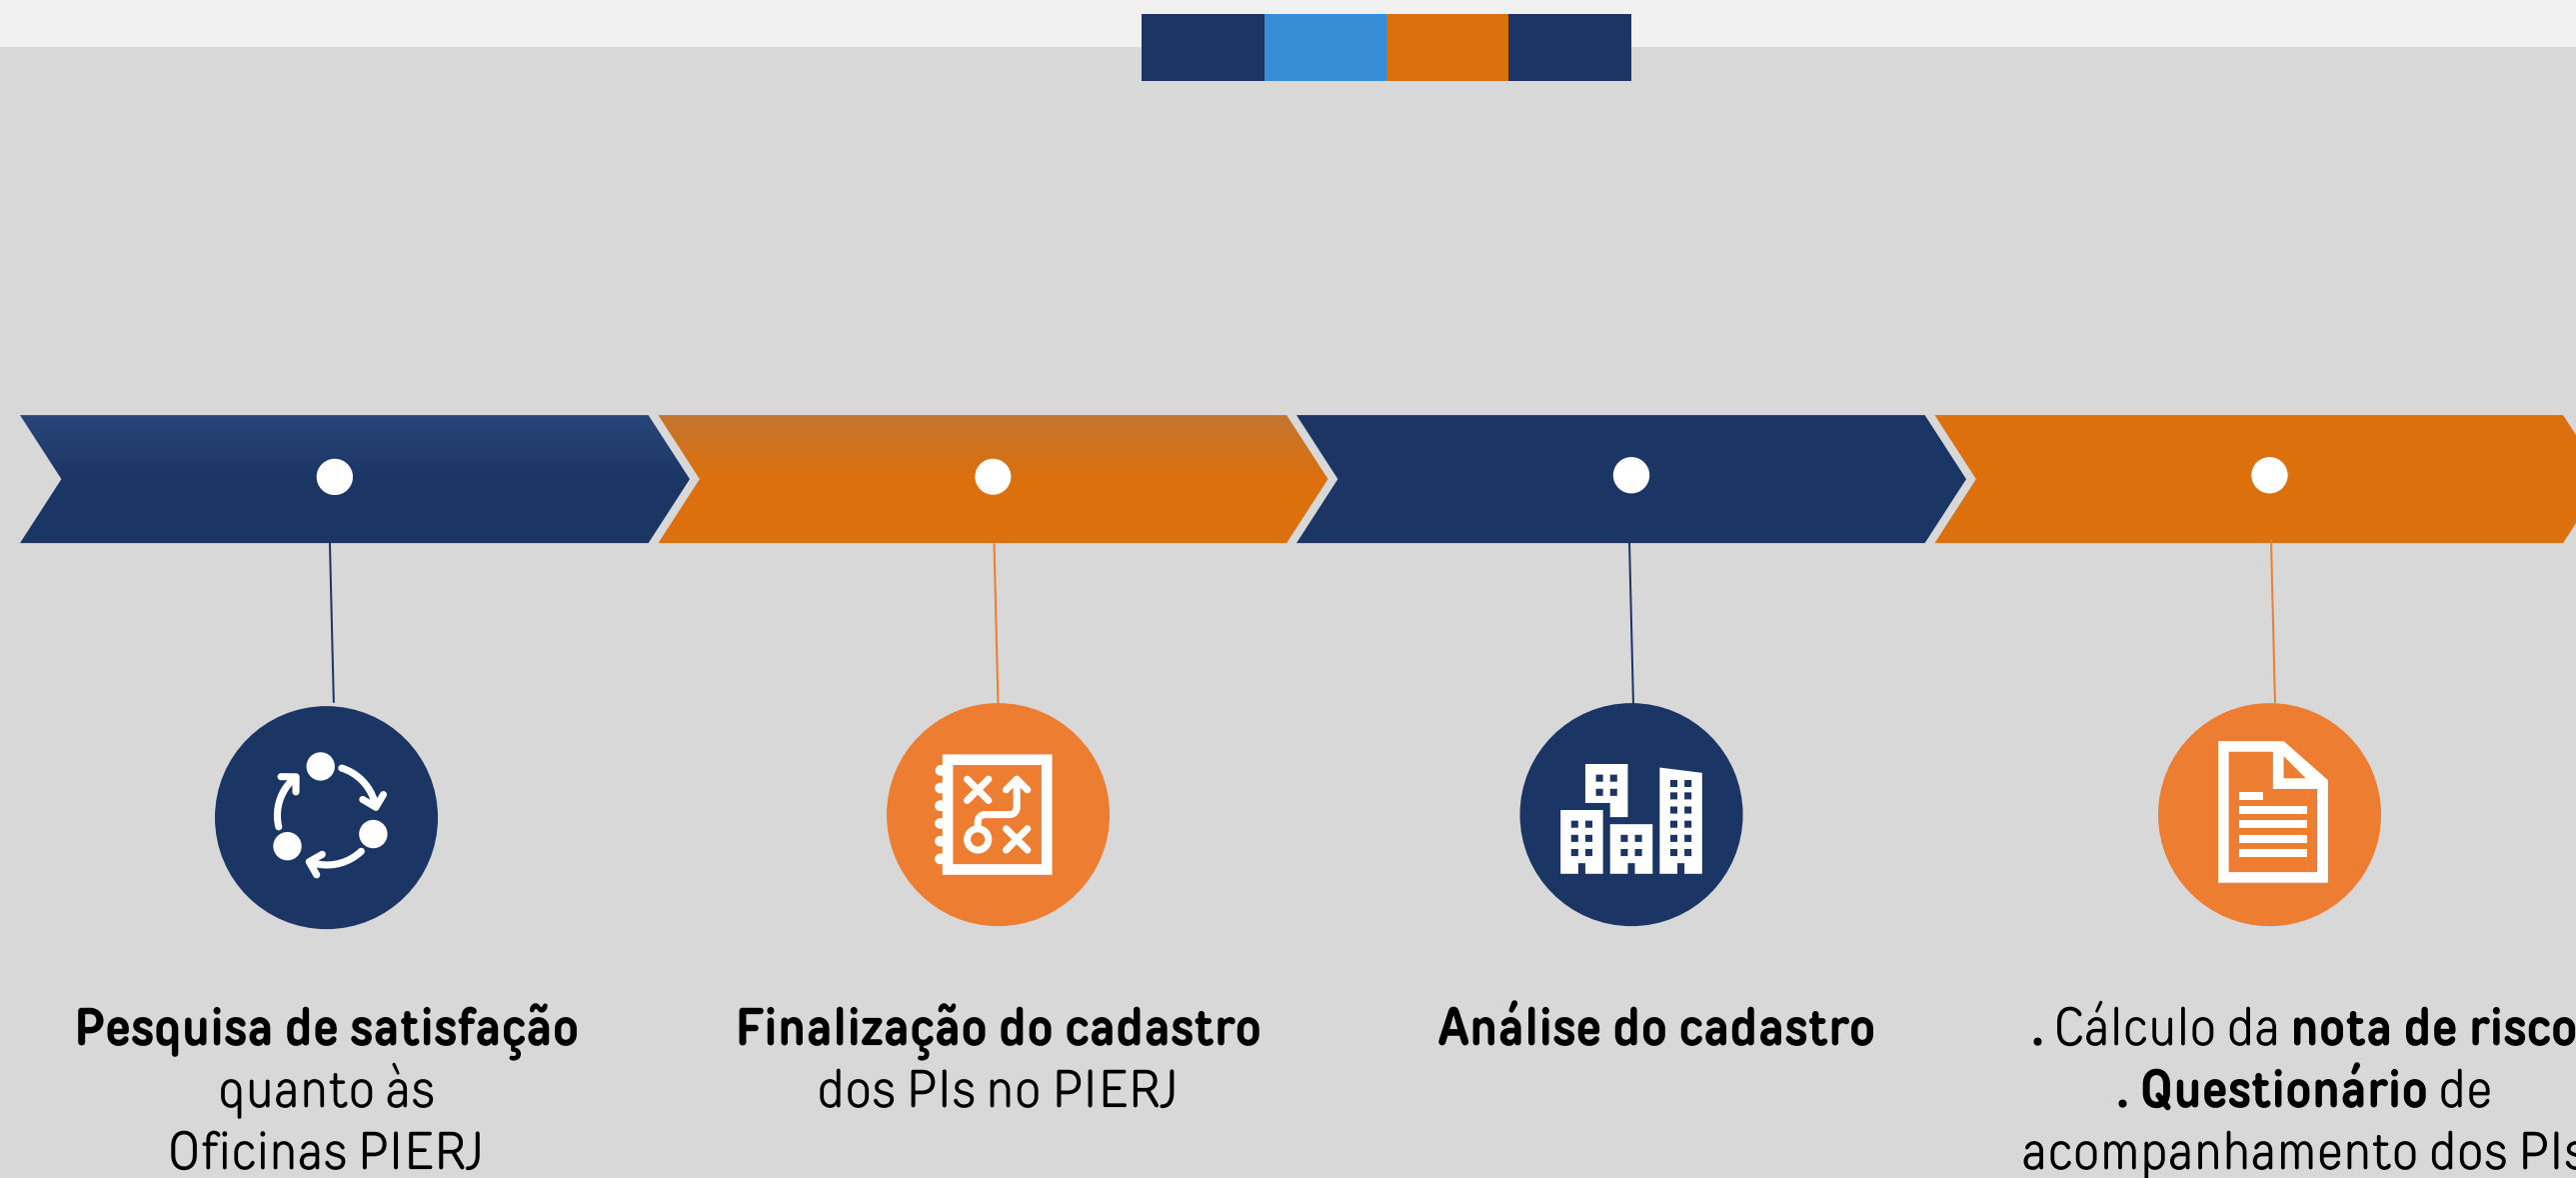 Pesquisa de satisfação
quanto às
Oficinas PIERJ
Finalização do cadastro
dos PIs no PIERJ
Análise do cadastro
. Cálculo da nota de risco
. Questionário de
acompanhamento dos PIs